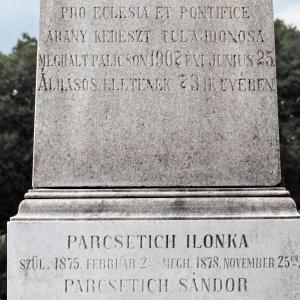 PRO ECLESIA ET PONTIFICE
ARANY KERESZT TULAJDONOSA
MEGHALT PALICSON 1907 ÉVI JUNIUS 25.
ÁLDÁSOS ÉLETÉNEK 73 IK ÉVÉBEN
PARCSETICH ILONKA
SZÜL. 1875. FEBRUÁR MEGH. 1878. NOVEMBER 25 ÉN
PARCSETICH SÁNDOR